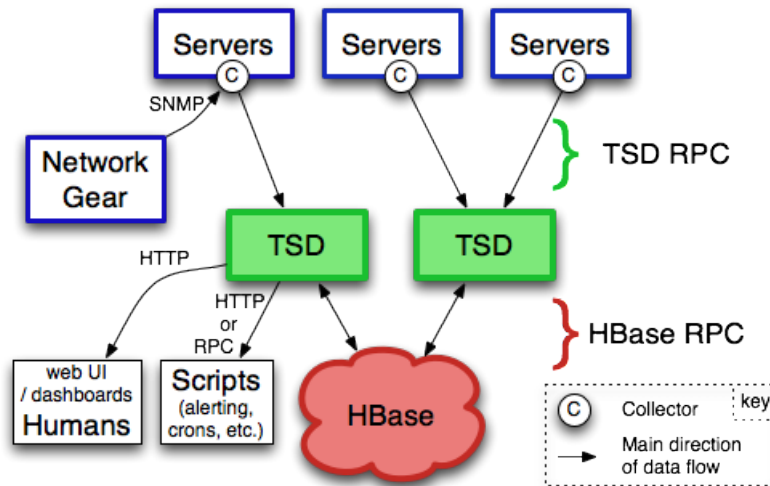 Servers
Servers
Servers
C
C
C
SNMP
Network
Gear
TSD RPC
TSD
TSD
HTTP
HTTP
or
RPC
HBase RPC
web UI
/ dashboards
Humans
Scripts
(alerting,
crons, etc.)
HBase
key
C
Collector
Main direction
of data flow